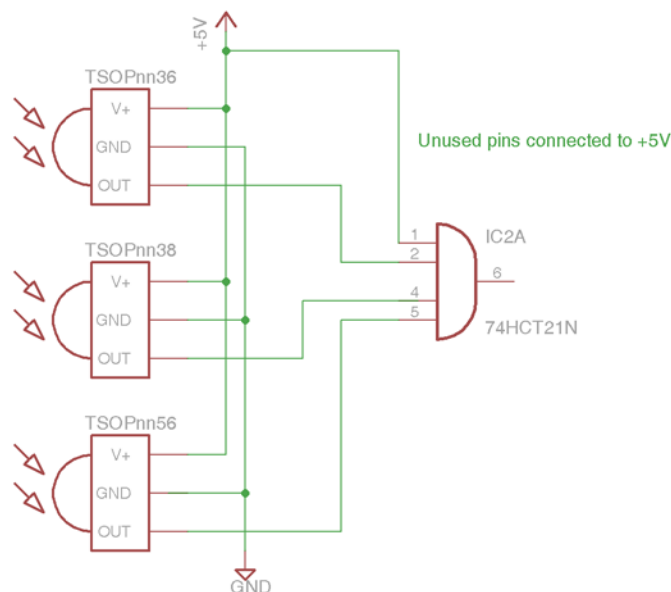 +5V
TSOPnn36
V+
GND
OUT
Unused pins connected to +5V
1
2
4
5
6
IC2A
74HCT21N
TSOPnn38
V+
GND
OUT
TSOPnn56
V+
GND
OUT
GND